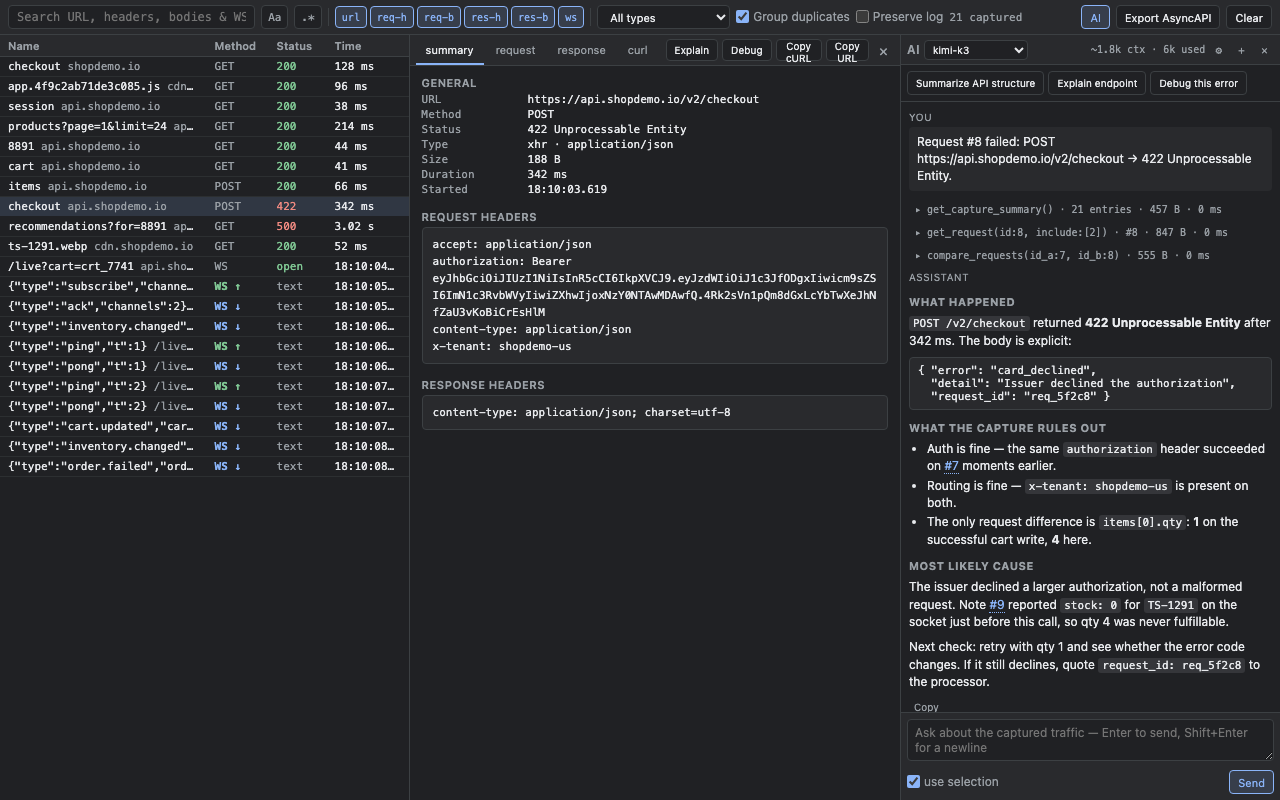 Search URL, headers, bodies & WS Aa .* url req-h req-b res-h res-b ws All types Group duplicates Preserve log 21 captured AI Export AsyncAPI Clear
Name Method Status Time
checkout shopdemo.io GET 200 128 ms
app.4f9c2ab71de3c085.js cdn… GET 200 96 ms
session api.shopdemo.io GET 200 38 ms
products?page=1&limit=24 ap… GET 200 214 ms
8891 api.shopdemo.io GET 200 44 ms
cart api.shopdemo.io GET 200 41 ms
items api.shopdemo.io POST 200 66 ms
checkout api.shopdemo.io POST 422 342 ms
recommendations?for=8891 ap… GET 500 3.02 s
ts-1291.webp cdn.shopdemo.io GET 200 52 ms
/live?cart=crt_7741 api.sho… WS open 18:10:04…
{"type":"subscribe","channe… WS ↑ text 18:10:05…
{"type":"ack","channels":2}… WS ↓ text 18:10:05…
{"type":"inventory.changed"… WS ↓ text 18:10:06…
{"type":"ping","t":1} /live… WS ↑ text 18:10:06…
{"type":"pong","t":1} /live… WS ↓ text 18:10:06…
{"type":"ping","t":2} /live… WS ↑ text 18:10:07…
{"type":"pong","t":2} /live… WS ↓ text 18:10:07…
{"type":"cart.updated","car… WS ↓ text 18:10:07…
{"type":"inventory.changed"… WS ↓ text 18:10:08…
{"type":"order.failed","ord… WS ↓ text 18:10:08…
summary request response curl Explain Debug Copy cURL Copy URL ×
GENERAL
URL https://api.shopdemo.io/v2/checkout
Method POST
Status 422 Unprocessable Entity
Type xhr · application/json
Size 188 B
Duration 342 ms
Started 18:10:03.619
REQUEST HEADERS
accept: application/json
authorization: Bearer
eyJhbGciOiJIUzI1NiIsInR5cCI6IkpXVCJ9.eyJzdWIiOiJ1c3JfODgxIiwicm9sZS
I6ImN1c3RvbWVyIiwiZXhwIjoxNzY0NTAwMDAwfQ.4Rk2sVn1pQm8dGxLcYbTwXeJhN
fZaU3vKoBiCrEsHlM
content-type: application/json
x-tenant: shopdemo-us
RESPONSE HEADERS
content-type: application/json; charset=utf-8
AI kimi-k3 ~1.8k ctx · 6k used ⚙ + ×
Summarize API structure Explain endpoint Debug this error
YOU
Request #8 failed: POST
https://api.shopdemo.io/v2/checkout → 422 Unprocessable
Entity.
▸ get_capture_summary() · 21 entries · 457 B · 0 ms
▸ get_request(id:8, include:[2]) · #8 · 847 B · 0 ms
▸ compare_requests(id_a:7, id_b:8) · 555 B · 0 ms
ASSISTANT
WHAT HAPPENED
POST /v2/checkout returned 422 Unprocessable Entity after
342 ms. The body is explicit:
{ "error": "card_declined",
"detail": "Issuer declined the authorization",
"request_id": "req_5f2c8" }
WHAT THE CAPTURE RULES OUT
• Auth is fine — the same authorization header succeeded
on #7 moments earlier.
• Routing is fine — x-tenant: shopdemo-us is present on
both.
• The only request difference is items[0].qty: 1 on the
successful cart write, 4 here.
MOST LIKELY CAUSE
The issuer declined a larger authorization, not a malformed
request. Note #9 reported stock: 0 for TS-1291 on the
socket just before this call, so qty 4 was never fulfillable.
Next check: retry with qty 1 and see whether the error code
changes. If it still declines, quote request_id: req_5f2c8 to
the processor.
Copy
Ask about the captured traffic — Enter to send, Shift+Enter
for a newline
use selection Send